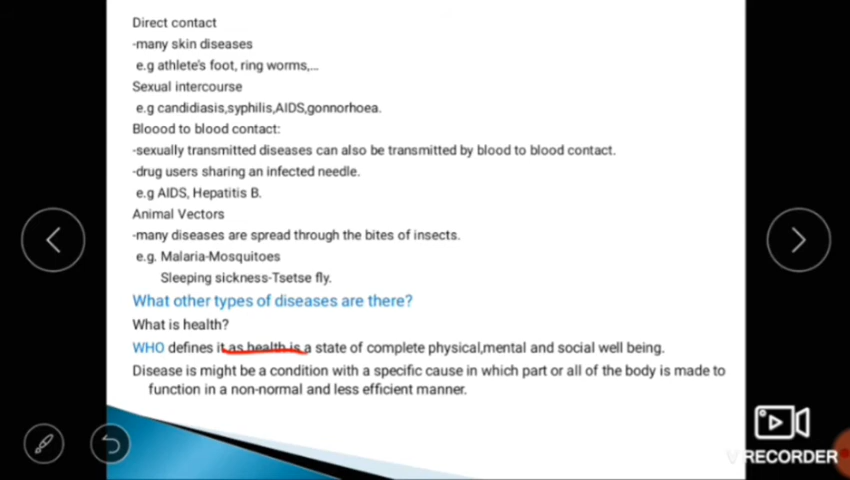 Direct contact
-many skin diseases
e.g athlete's foot, ring worms,...
Sexual intercourse
e.g candidiasis,syphilis,AIDS,gonnorhoea.
Bloood to blood contact:
-sexually transmitted diseases can also be transmitted by blood to blood contact.
-drug users sharing an infected needle.
e.g AIDS, Hepatitis B.
Animal Vectors
-many diseases are spread through the bites of insects.
e.g. Malaria-Mosquitoes
Sleeping sickness-Tsetse fly.
What other types of diseases are there?
What is health?
WHO defines it as health is a state of complete physical,mental and social well being.
Disease is might be a condition with a specific cause in which part or all of the body is made to
function in a non-normal and less efficient manner.
V RECORDER